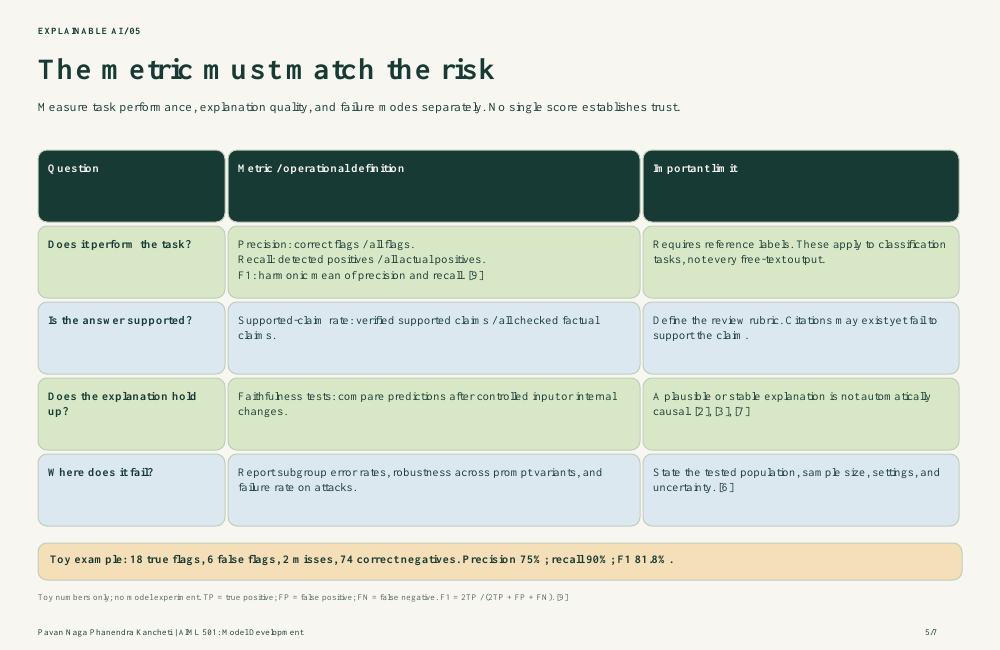 EXPLAINABLE AI/05
The metric must match the risk
Measure task performance, explanation quality, and failure modes separately. No single score establishes trust.
Question
Metric / operational definition
Important limit
Does it perform the task?
Precision: correct flags / all flags.
Recall: detected positives / all actual positives.
F1: harmonic mean of precision and recall. [9]
Requires reference labels. These apply to classification
tasks, not every free-text output.
Is the answer supported?
Supported-claim rate: verified supported claims / all checked factual
claims.
Define the review rubric. Citations may exist yet fail to
support the claim.
Does the explanation hold
up?
Faithfulness tests: compare predictions after controlled input or internal
changes.
A plausible or stable explanation is not automatically
causal. [2], [3], [7]
Where does it fail?
Report subgroup error rates, robustness across prompt variants, and
failure rate on attacks.
State the tested population, sample size, settings, and
uncertainty. [6]
Toy example: 18 true flags, 6 false flags, 2 misses, 74 correct negatives. Precision 75%; recall 90%; F1 81.8%.
Toy numbers only; no model experiment. TP = true positive; FP = false positive; FN = false negative. F1 = 2TP / (2TP + FP + FN). [9]
Pavan Naga Phanendra Kancheti | AIML 501: Model Development
5/7